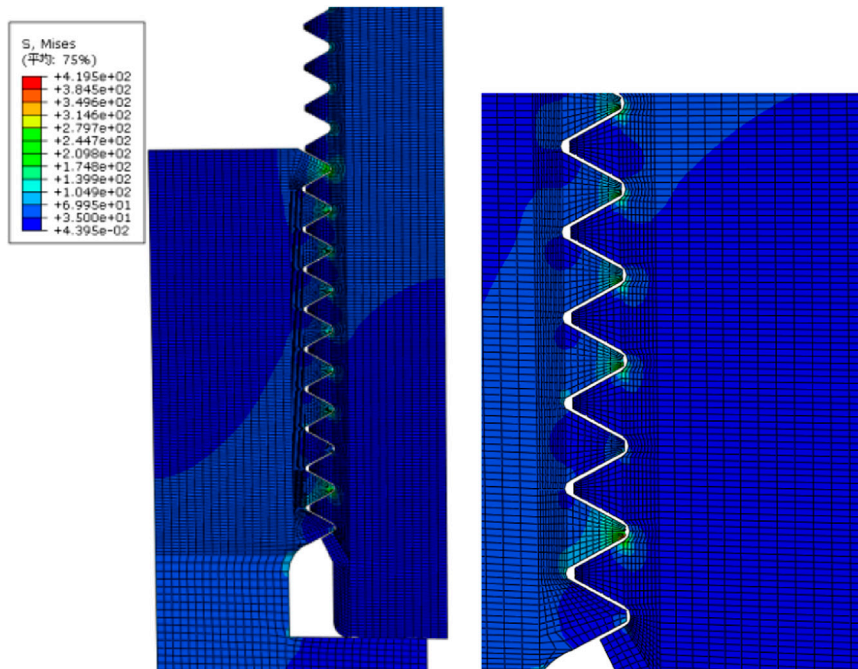 S, Mises
(平均: 75%)
+4.195e+02
+3.845e+02
+3.496e+02
+3.146e+02
+2.797e+02
+2.447e+02
+2.098e+02
+1.748e+02
+1.399e+02
+1.049e+02
+6.995e+01
+3.500e+01
+4.395e-02